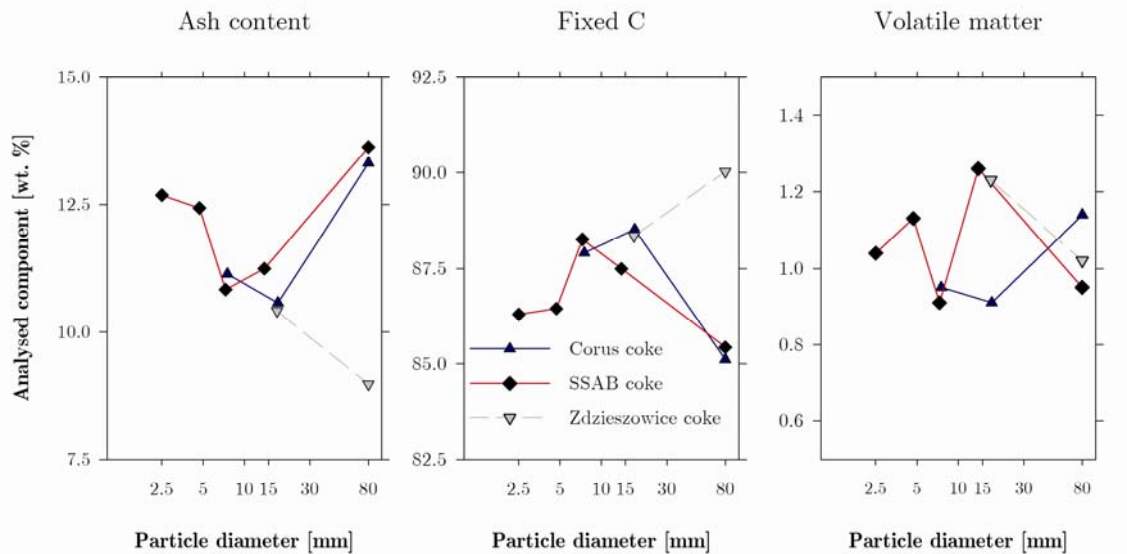 Ash content
Fixed C
Volatile matter
Analysed component [wt. %]
15.0
12.5
10.0
7.5
2.5 5 10 15 30 80
Particle diameter [mm]
92.5
90.0
87.5
85.0
82.5
2.5 5 10 15 30 80
Particle diameter [mm]
Corus coke
SSAB coke
Zdzieszowice coke
1.4
1.2
1.0
0.8
0.6
2.5 5 10 15 30 80
Particle diameter [mm]